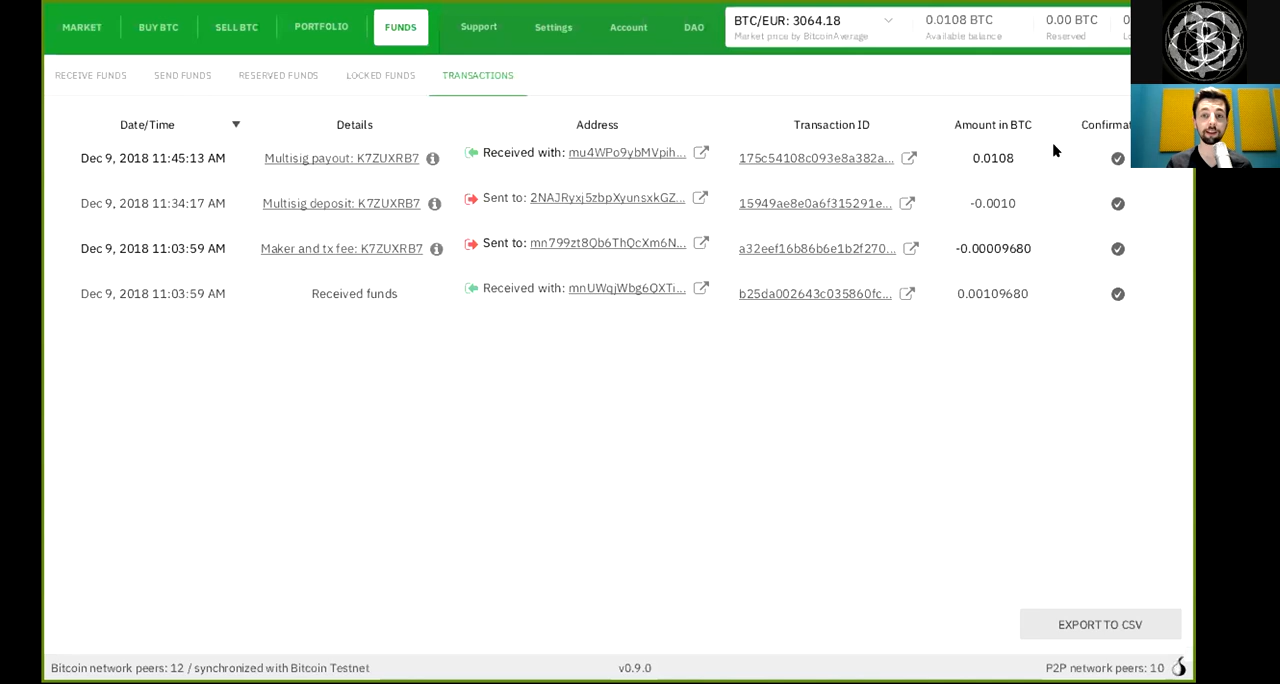 MARKET BUY BTC SELL BTC PORTFOLIO FUNDS Support Settings Account DAO
BTC/EUR: 3064.18 0.0108 BTC 0.00 BTC 0
Market price by BitcoinAverage Available balance Reserved Lo
RECEIVE FUNDS SEND FUNDS RESERVED FUNDS LOCKED FUNDS TRANSACTIONS
Date/Time Details Address Transaction ID Amount in BTC Confirmat
Dec 9, 2018 11:45:13 AM Multisig payout: K7ZUXRB7 Received with: mu4WPo9ybMVpih... 175c54108c093e8a382a... 0.0108
Dec 9, 2018 11:34:17 AM Multisig deposit: K7ZUXRB7 Sent to: 2NAJRyxj5zbpXyunsxkGZ... 15949ae8e0a6f315291e... -0.0010
Dec 9, 2018 11:03:59 AM Maker and tx fee: K7ZUXRB7 Sent to: mn799zt8Qb6ThQcXm6N... a32eef16b86b6e1b2f270... -0.00009680
Dec 9, 2018 11:03:59 AM Received funds Received with: mnUWqjWbg6QXTi... b25da002643c035860fc... 0.00109680
EXPORT TO CSV
Bitcoin network peers: 12 / synchronized with Bitcoin Testnet v0.9.0 P2P network peers: 10